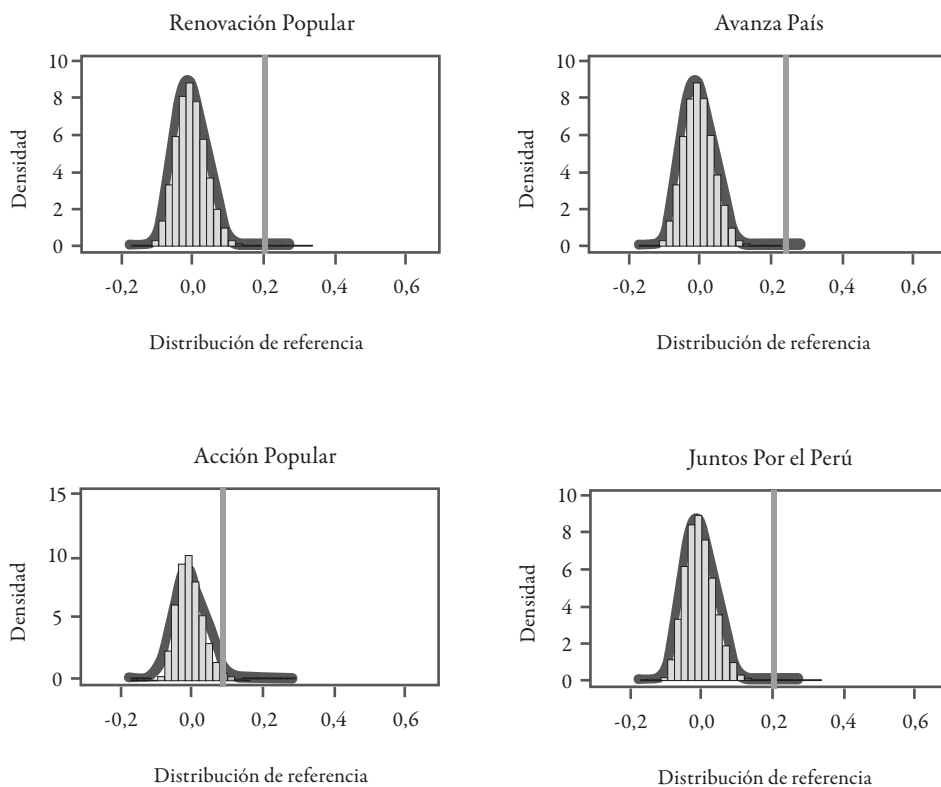 Renovación Popular
10
8
6
4
2
0
Densidad
-0,2 0,0 0,2 0,4 0,6
Distribución de referencia
Avanza País
10
8
6
4
2
0
Densidad
-0,2 0,0 0,2 0,4 0,6
Distribución de referencia
Acción Popular
15
10
5
0
Densidad
-0,2 0,0 0,2 0,4 0,6
Distribución de referencia
Juntos Por el Perú
10
8
6
4
2
0
Densidad
-0,2 0,0 0,2 0,4 0,6
Distribución de referencia